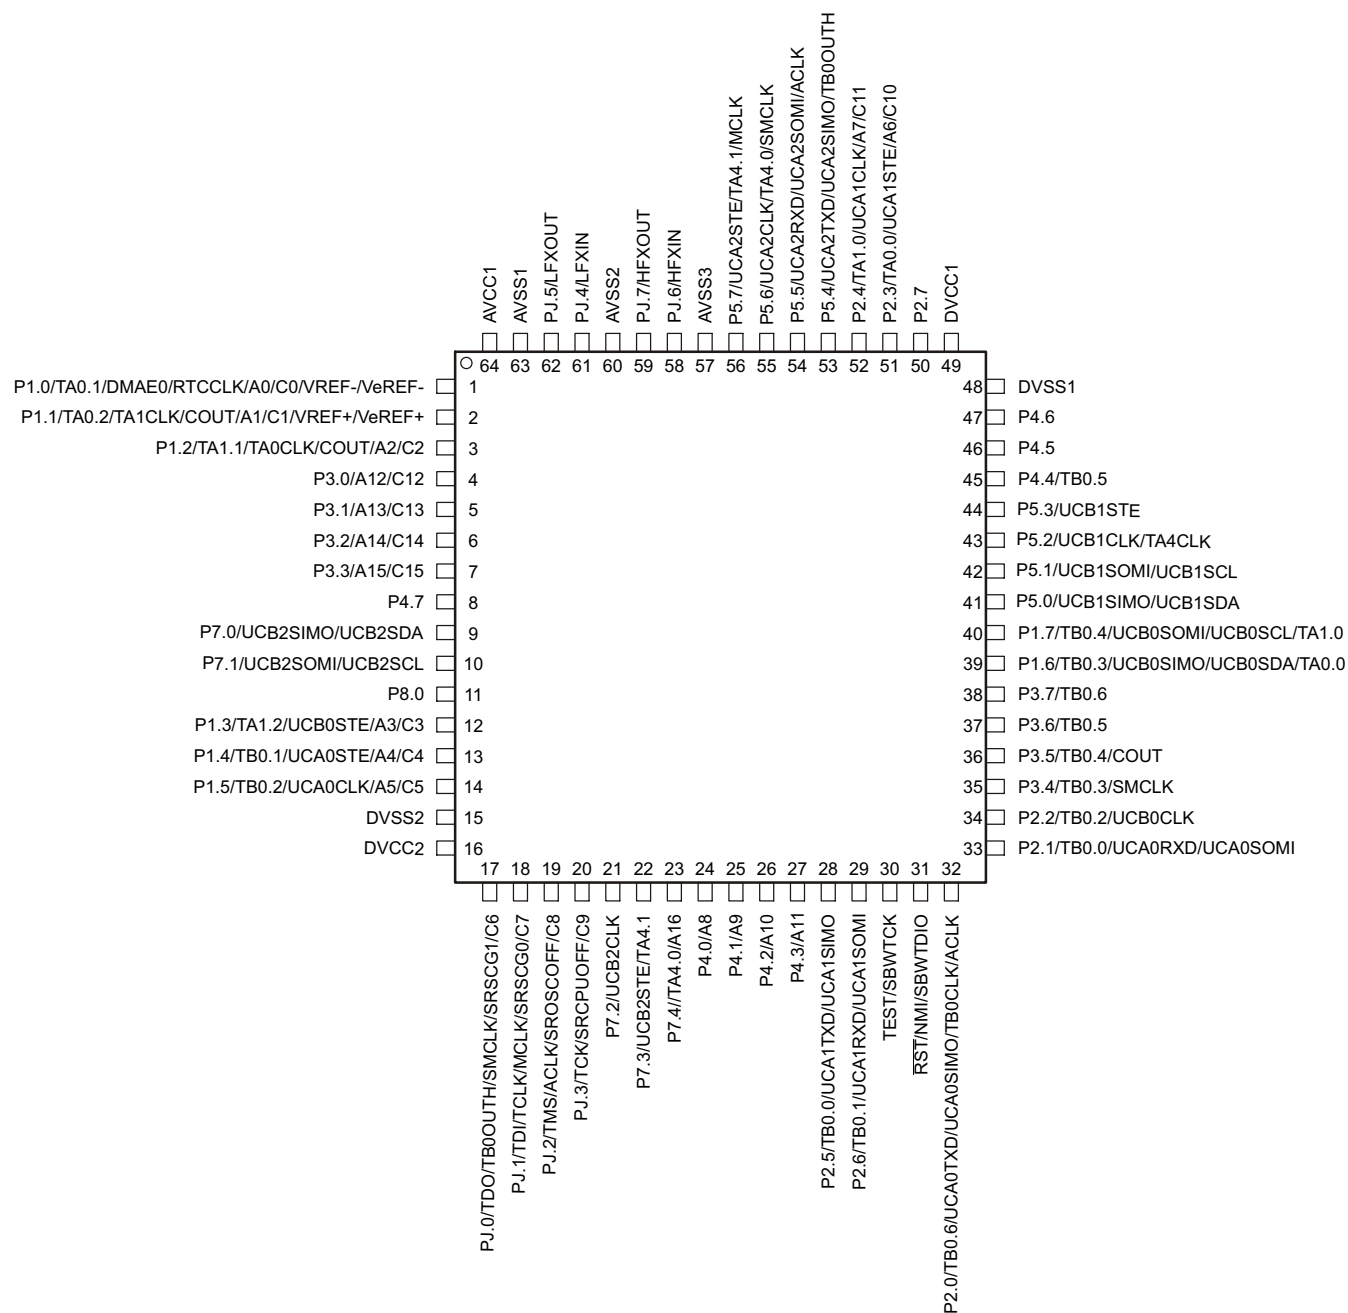 AVCC1
AVSS1
PJ.5/LFXOUT
PJ.4/LFXIN
AVSS2
PJ.7/HFXOUT
PJ.6/HFXIN
AVSS3
P5.7/UCA2STE/TA4.1/MCLK
P5.6/UCA2CLK/TA4.0/SMCLK
P5.5/UCA2RXD/UCA2SOMI/ACLK
P5.4/UCA2TXD/UCA2SIMO/TB0OUTH
P2.4/TA1.0/UCA1CLK/A7/C11
P2.3/TA0.0/UCA1STE/A6/C10
P2.7
DVCC1
64 63 62 61 60 59 58 57 56 55 54 53 52 51 50 49
P1.0/TA0.1/DMAE0/RTCCLK/A0/C0/VREF-/VeREF- 1 48 DVSS1
P1.1/TA0.2/TA1CLK/COUT/A1/C1/VREF+/VeREF+ 2 47 P4.6
P1.2/TA1.1/TA0CLK/COUT/A2/C2 3 46 P4.5
P3.0/A12/C12 4 45 P4.4/TB0.5
P3.1/A13/C13 5 44 P5.3/UCB1STE
P3.2/A14/C14 6 43 P5.2/UCB1CLK/TA4CLK
P3.3/A15/C15 7 42 P5.1/UCB1SOMI/UCB1SCL
P4.7 8 41 P5.0/UCB1SIMO/UCB1SDA
P7.0/UCB2SIMO/UCB2SDA 9 40 P1.7/TB0.4/UCB0SOMI/UCB0SCL/TA1.0
P7.1/UCB2SOMI/UCB2SCL 10 39 P1.6/TB0.3/UCB0SIMO/UCB0SDA/TA0.0
P8.0 11 38 P3.7/TB0.6
P1.3/TA1.2/UCB0STE/A3/C3 12 37 P3.6/TB0.5
P1.4/TB0.1/UCA0STE/A4/C4 13 36 P3.5/TB0.4/COUT
P1.5/TB0.2/UCA0CLK/A5/C5 14 35 P3.4/TB0.3/SMCLK
DVSS2 15 34 P2.2/TB0.2/UCB0CLK
DVCC2 16 33 P2.1/TB0.0/UCA0RXD/UCA0SOMI
17 18 19 20 21 22 23 24 25 26 27 28 29 30 31 32
PJ.0/TDO/TB0OUTH/SMCLK/SRSCG1/C6
PJ.1/TDI/TCLK/MCLK/SRSCG0/C7
PJ.2/TMS/ACLK/SROSCOFF/C8
PJ.3/TCK/SRCPUOFF/C9
P7.2/UCB2CLK
P7.3/UCB2STE/TA4.1
P7.4//TA4.0/A16
P4.0/A8
P4.1/A9
P4.2/A10
P4.3/A11
P2.5/TB0.0/UCA1TXD/UCA1SIMO
P2.6/TB0.1/UCA1RXD/UCA1SOMI
TEST/SBWTCK
RST/NMI/SBWTDIO
P2.0/TB0.6/UCA0TXD/UCA0SIMO/TB0CLK/ACLK